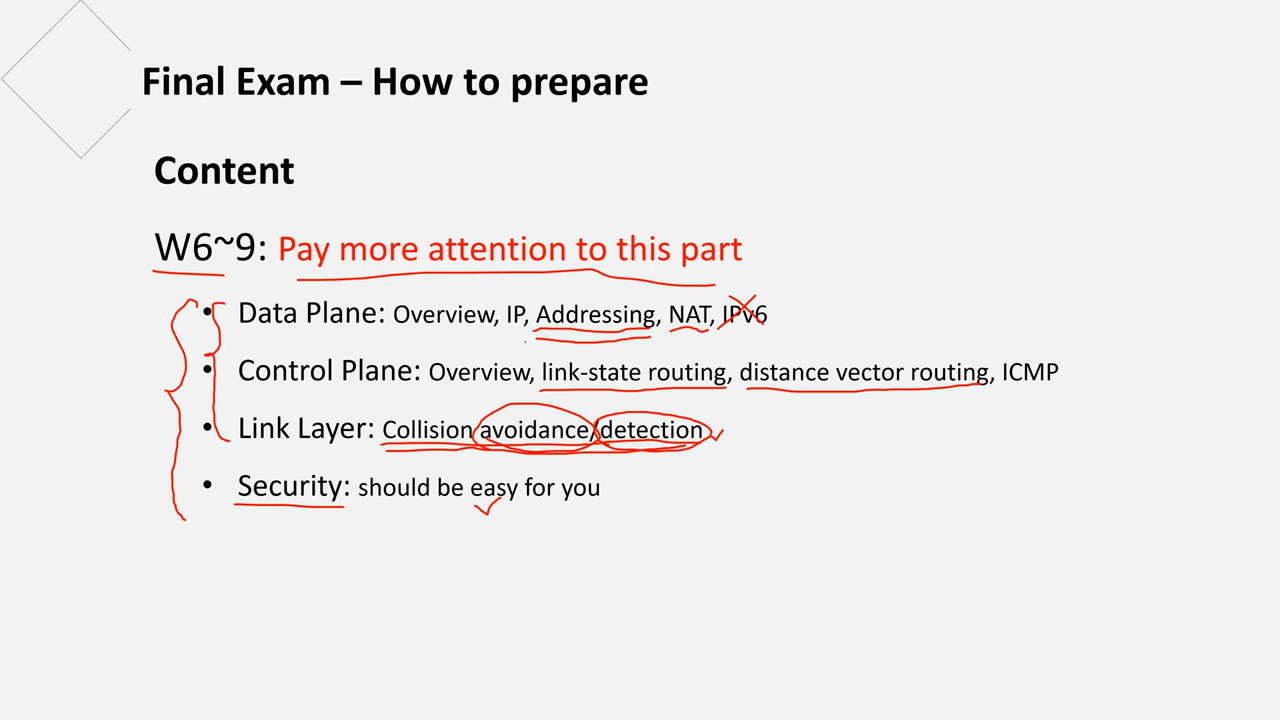 Final Exam – How to prepare
Content
W6~9: Pay more attention to this part
• Data Plane: Overview, IP, Addressing, NAT, IPv6
• Control Plane: Overview, link-state routing, distance vector routing, ICMP
• Link Layer: Collision avoidance/detection
• Security: should be easy for you